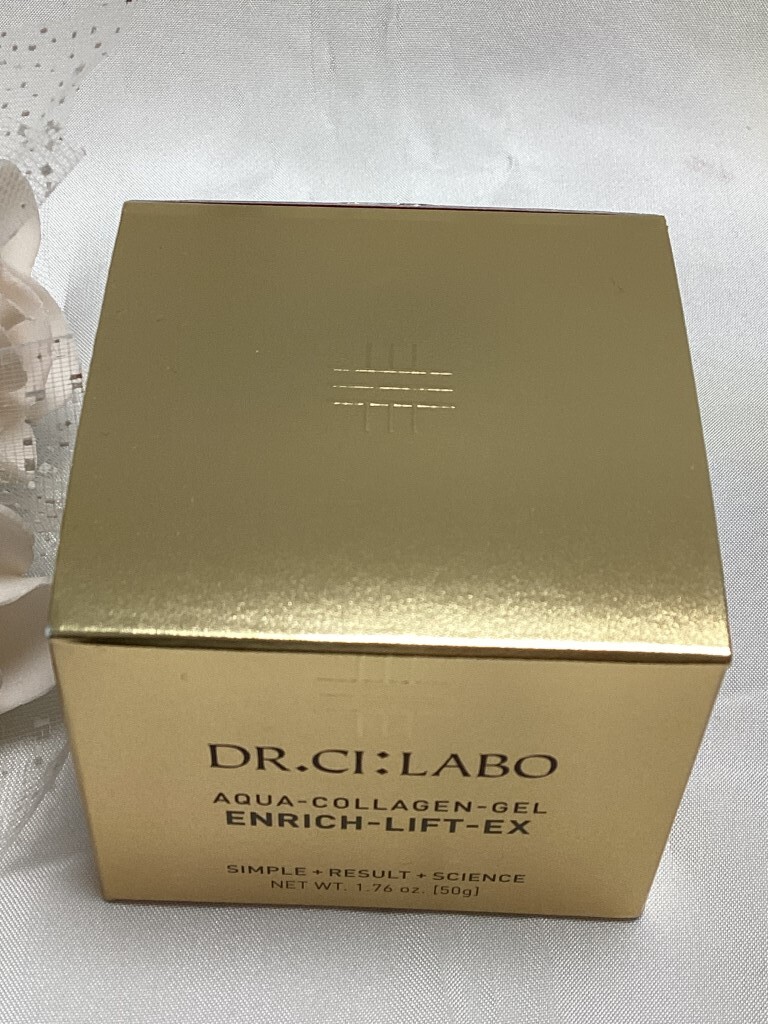 DR.CI:LABO
AQUA-COLLAGEN-GEL
ENRICH-LIFT-EX
SIMPLE + RESULT + SCIENCE
NET WT. 1.76 oz. [50g]